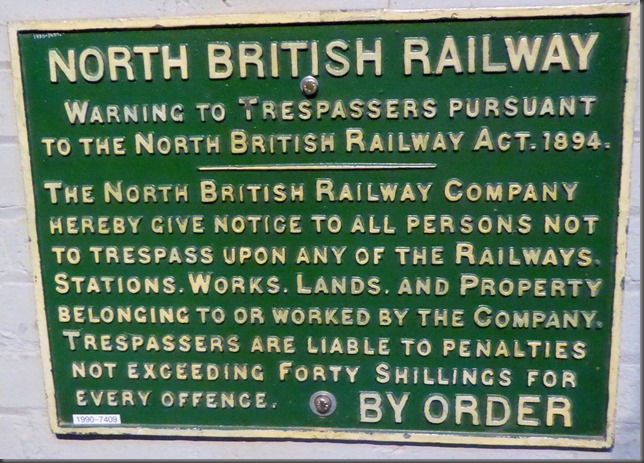 NORTH BRITISH RAILWAY
WARNING TO TRESPASSERS PURSUANT
TO THE NORTH BRITISH RAILWAY ACT. 1894.
THE NORTH BRITISH RAILWAY COMPANY
HEREBY GIVE NOTICE TO ALL PERSONS NOT
TO TRESPASS UPON ANY OF THE RAILWAYS.
STATIONS. WORKS. LANDS. AND PROPERTY
BELONGING TO OR WORKED BY THE COMPANY.
TRESPASSERS ARE LIABLE TO PENALTIES
NOT EXCEEDING FORTY SHILLINGS FOR
EVERY OFFENCE. BY ORDER
1990-7409